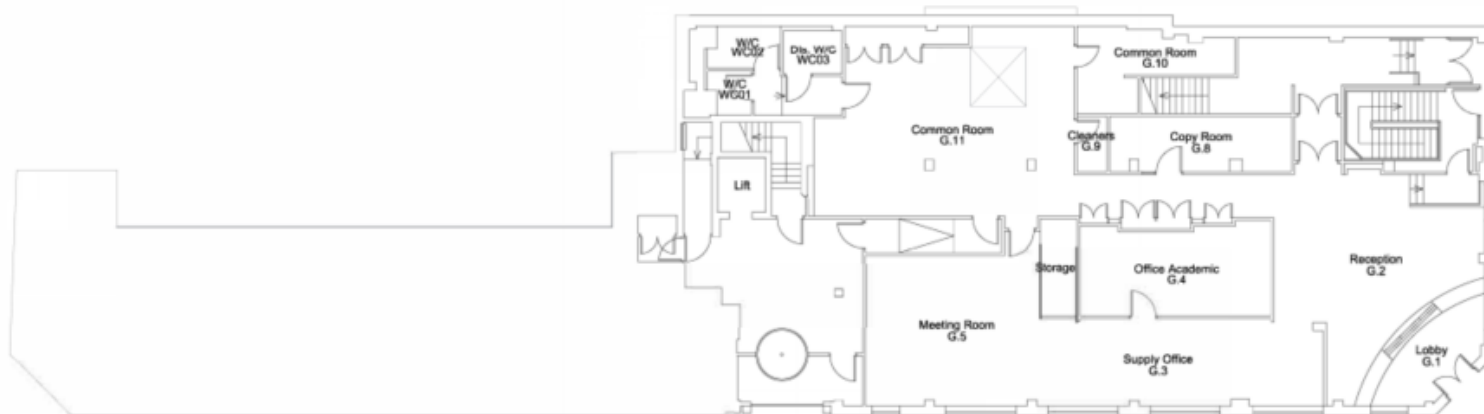 W/C
WC02
Dis. W/C
WC03
W/C
WC01
Common Room
G.10
Common Room
G.11
Cleaners
G.9
Copy Room
G.8
Lift
Storage
Office Academic
G.4
Reception
G.2
Meeting Room
G.5
Supply Office
G.3
Lobby
G.1